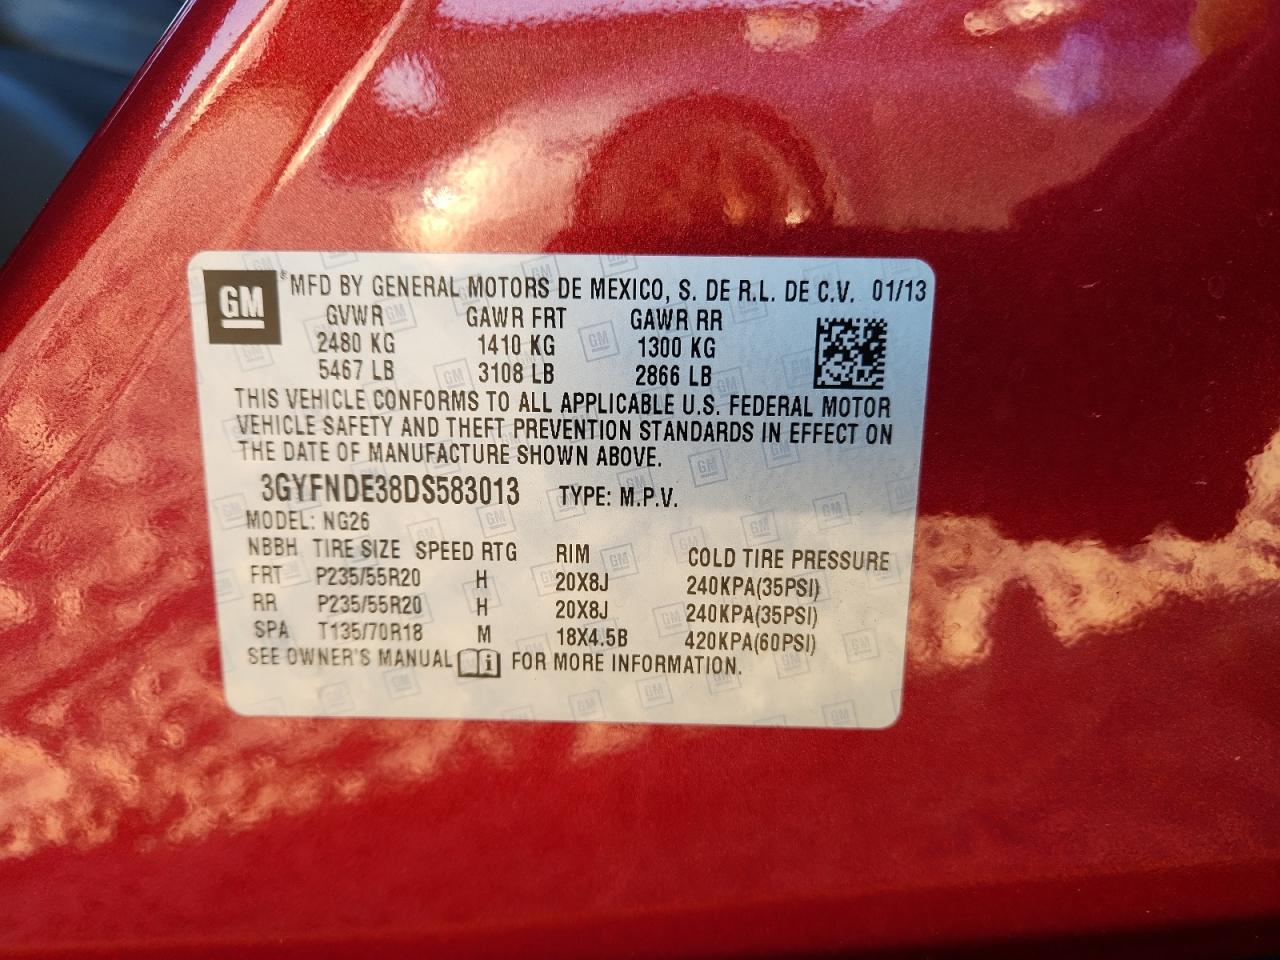 GM
*MFD BY GENERAL MOTORS DE MEXICO, S. DE R.L. DE C.V. 01/13
GVWR GAWR FRT GAWR RR
2480 KG 1410 KG 1300 KG
5467 LB 3108 LB 2866 LB
THIS VEHICLE CONFORMS TO ALL APPLICABLE U.S. FEDERAL MOTOR
VEHICLE SAFETY AND THEFT PREVENTION STANDARDS IN EFFECT ON
THE DATE OF MANUFACTURE SHOWN ABOVE.
3GYFNDE38DS583013 TYPE: M.P.V.
MODEL: NG26
NBBH TIRE SIZE SPEED RTG RIM COLD TIRE PRESSURE
FRT P235/55R20 H 20X8J 240KPA(35PSI)
RR P235/55R20 H 20X8J 240KPA(35PSI)
SPA T135/70R18 M 18X4.5B 420KPA(60PSI)
SEE OWNER'S MANUAL FOR MORE INFORMATION.